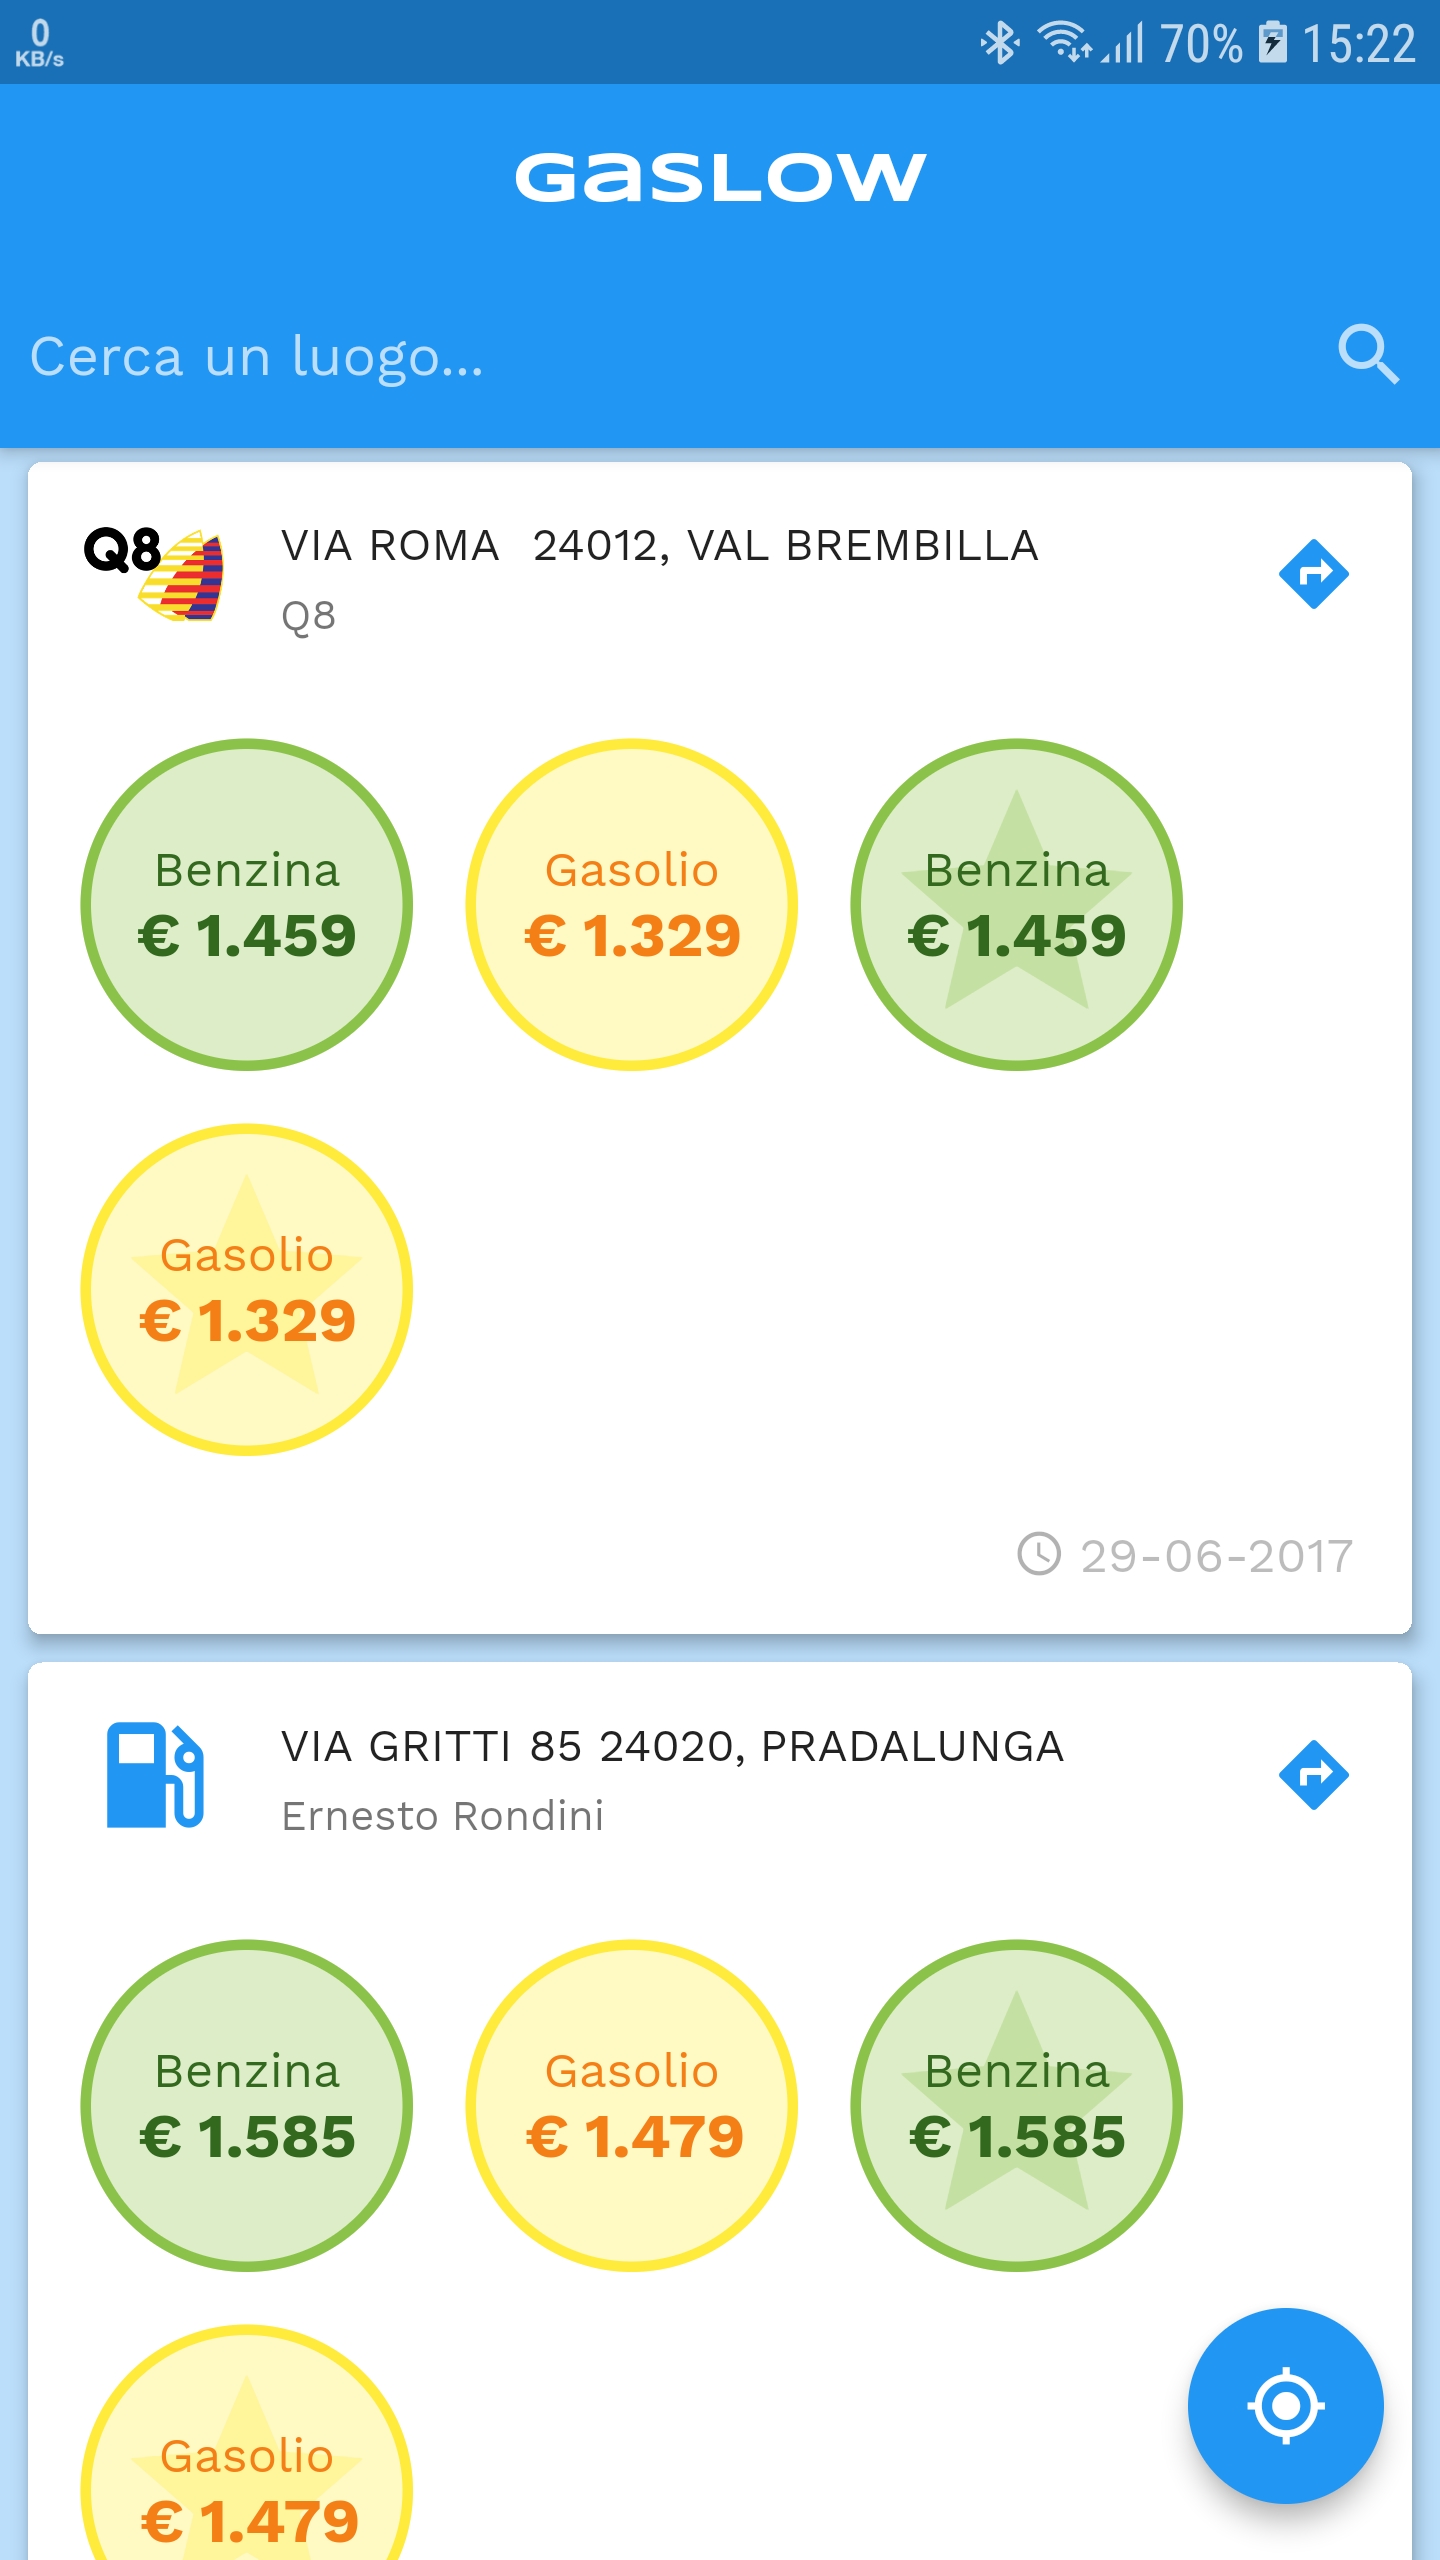 0
KB/s
70%
15:22
GaSLOW
Cerca un luogo...
Q8
VIA ROMA  24012, VAL BREMBILLA
Q8
Benzina
€ 1.459
Gasolio
€ 1.329
Benzina
€ 1.459
Gasolio
€ 1.329
29-06-2017
VIA GRITTI 85 24020, PRADALUNGA
Ernesto Rondini
Benzina
€ 1.585
Gasolio
€ 1.479
Benzina
€ 1.585
Gasolio
€ 1.479